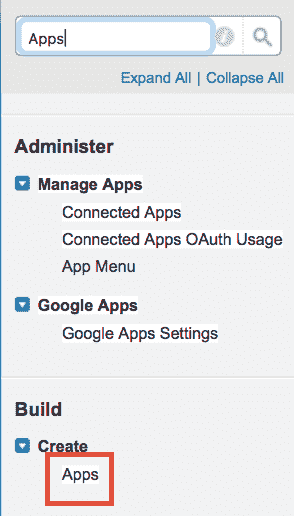 Apps
Expand All | Collapse All
Administer
Manage Apps
Connected Apps
Connected Apps OAuth Usage
App Menu
Google Apps
Google Apps Settings
Build
Create
Apps